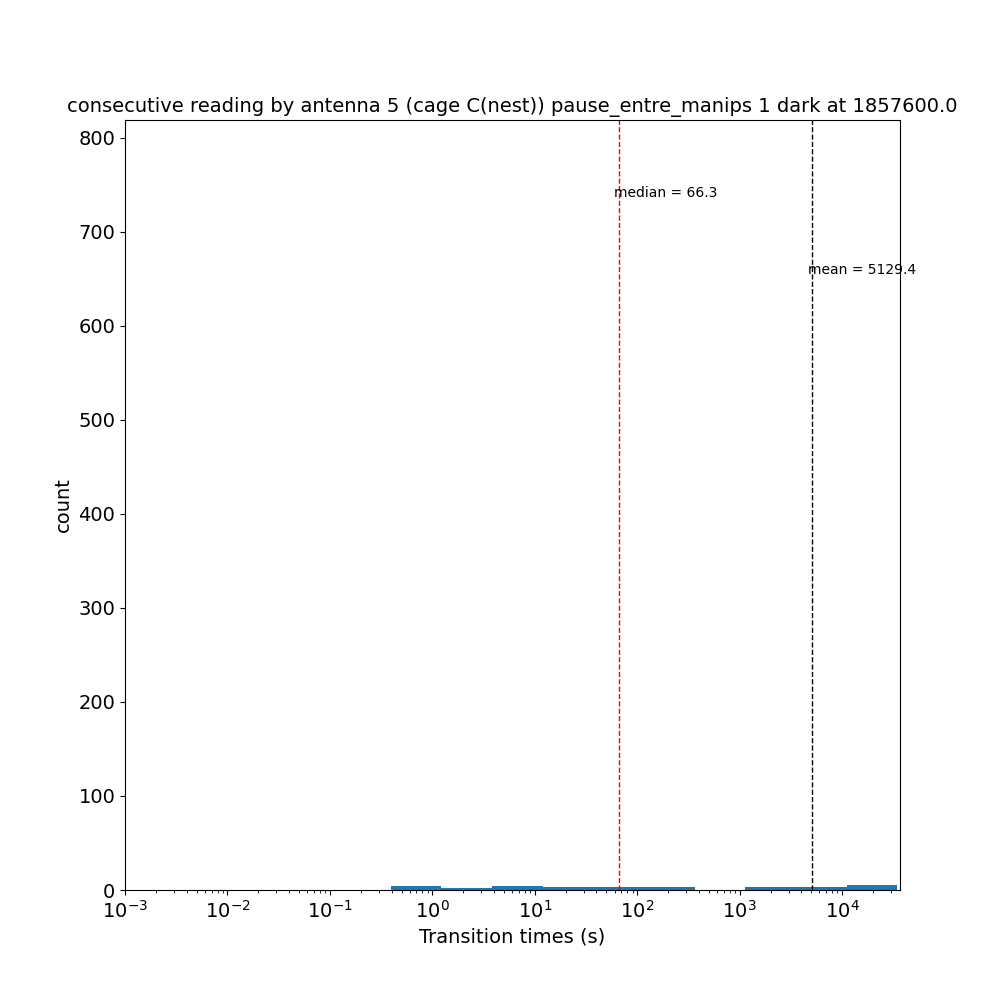 consecutive reading by antenna 5 (cage C(nest)) pause_entre_manips 1 dark at 1857600.0
800
median = 66.3
700
mean = 5129.4
600
500
count
400
300
200
100
0
10⁻³ 10⁻² 10⁻¹ 10⁰ 10¹ 10² 10³ 10⁴
Transition times (s)